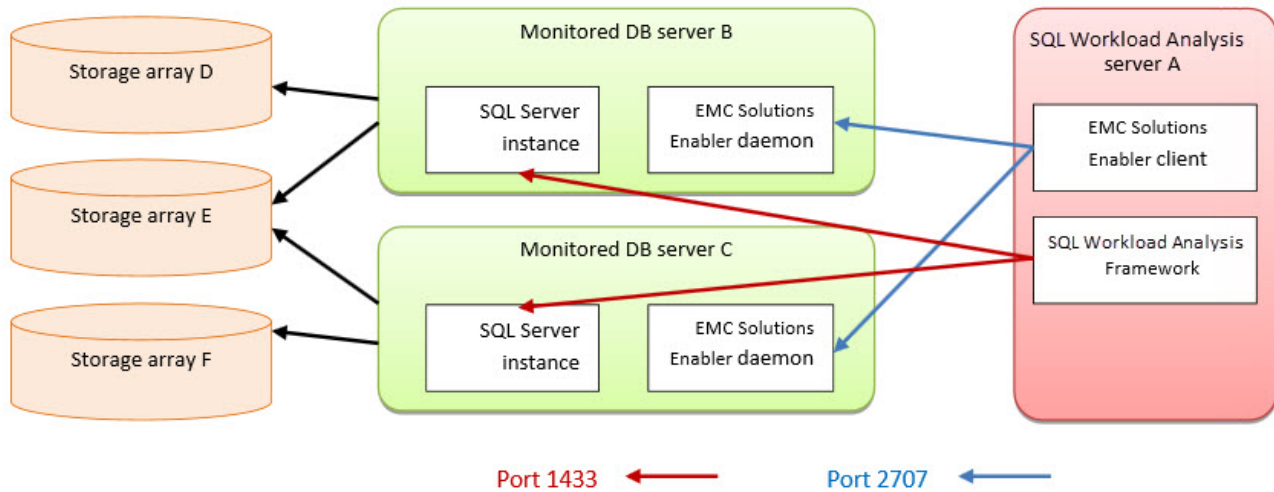 Storage array D
Storage array E
Storage array F
Monitored DB server B
SQL Server
instance
EMC Solutions
Enabler daemon
Monitored DB server C
SQL Server
instance
EMC Solutions
Enabler daemon
SQL Workload Analysis
server A
EMC Solutions
Enabler client
SQL Workload Analysis
Framework
Port 1433
Port 2707